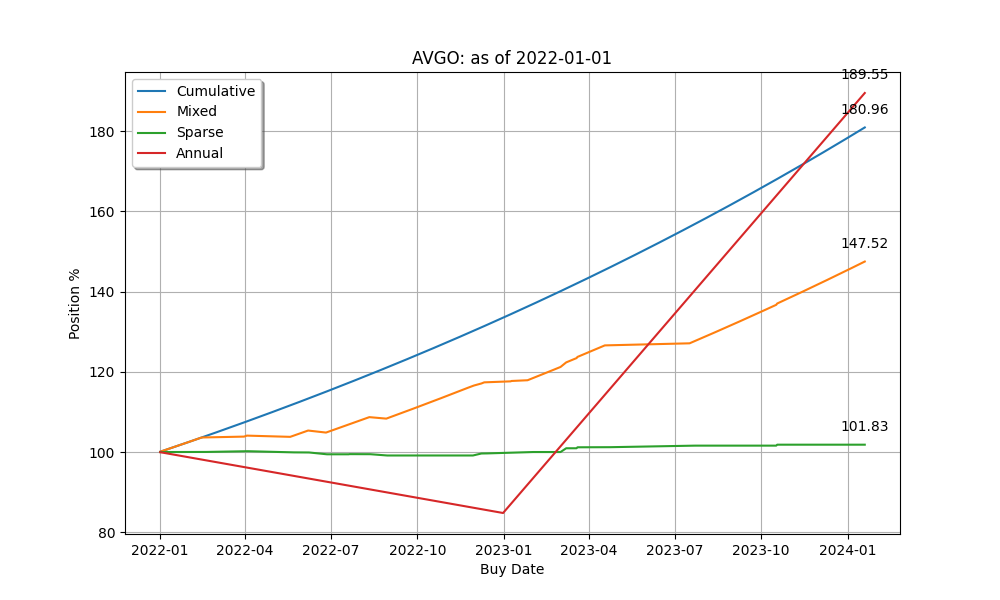 AVGO: as of 2022-01-01
Cumulative
Mixed
Sparse
Annual
189.55
180.96
147.52
101.83
180
160
140
120
100
80
Position %
2022-01 2022-04 2022-07 2022-10 2023-01 2023-04 2023-07 2023-10 2024-01
Buy Date